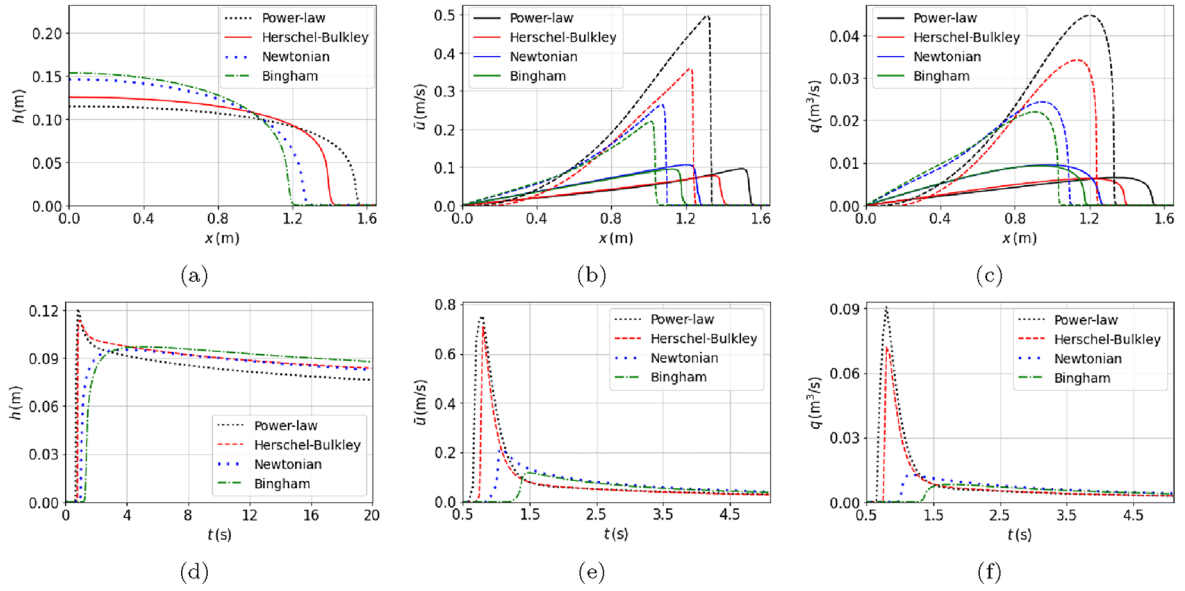 0.20
0.15
0.10
0.05
0.00
h (m)
0.0 0.4 0.8 1.2 1.6
x (m)
Power-law
Herschel-Bulkley
Newtonian
Bingham
(a)
0.5
0.4
0.3
0.2
0.1
0.0
ū (m/s)
0.0 0.4 0.8 1.2 1.6
x (m)
Power-law
Herschel-Bulkley
Newtonian
Bingham
(b)
0.04
0.03
0.02
0.01
0.00
q (m³/s)
0.0 0.4 0.8 1.2 1.6
x (m)
Power-law
Herschel-Bulkley
Newtonian
Bingham
(c)
0.12
0.09
0.06
0.03
0.00
h (m)
0 4 8 12 16 20
t (s)
Power-law
Herschel-Bulkley
Newtonian
Bingham
(d)
0.8
0.6
0.4
0.2
0.0
ū (m/s)
0.5 1.5 2.5 3.5 4.5
t (s)
Power-law
Herschel-Bulkley
Newtonian
Bingham
(e)
0.09
0.06
0.03
0.00
q (m³/s)
0.5 1.5 2.5 3.5 4.5
t (s)
Power-law
Herschel-Bulkley
Newtonian
Bingham
(f)